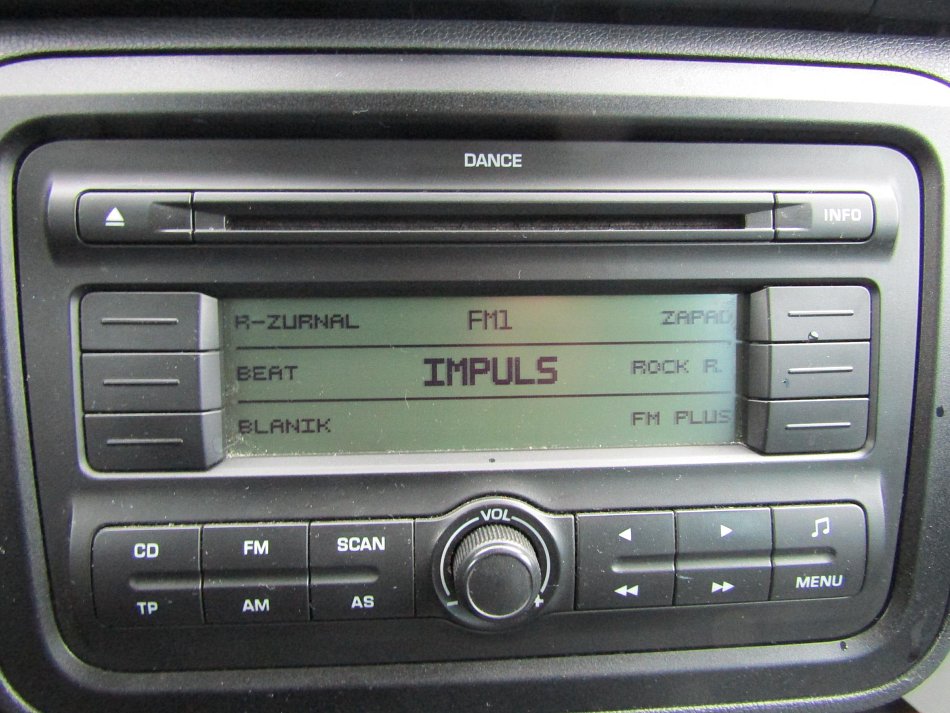 DANCE
INFO
R-ZURNAL FM1 ZAPAD
BEAT IMPULS ROCK R.
BLANIK FM PLUS
VOL
CD FM SCAN
TP AM AS
- +
MENU